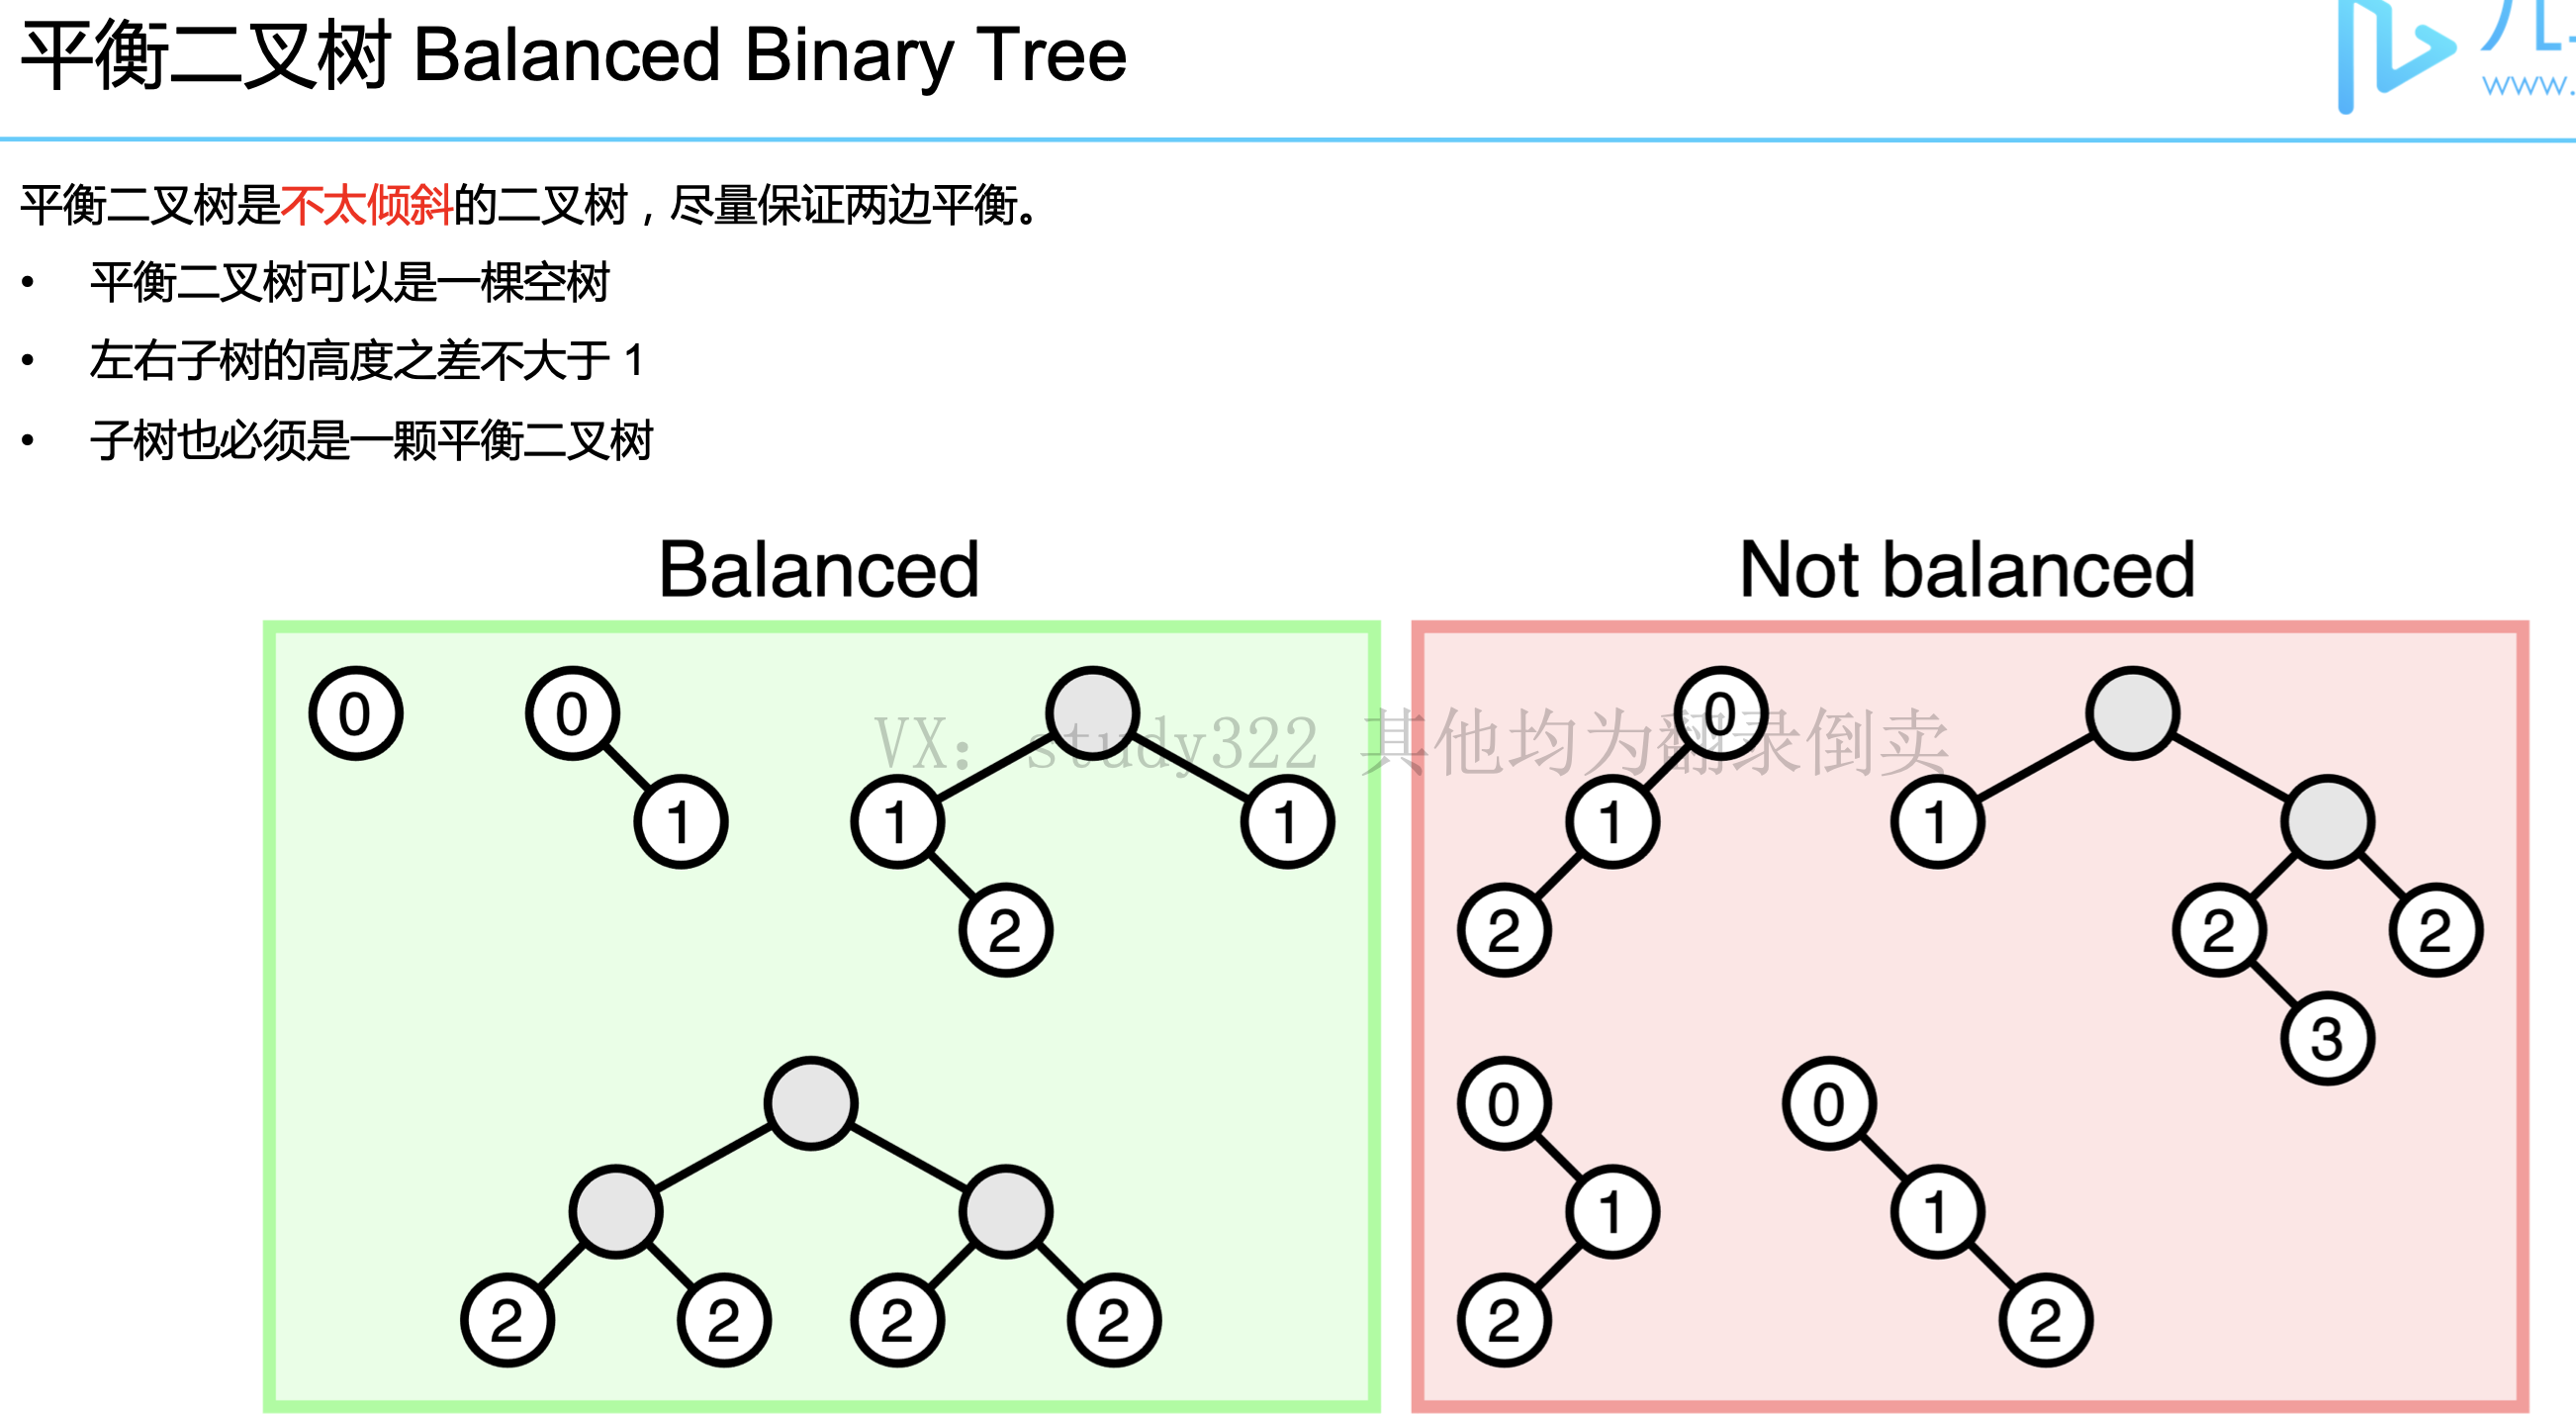 平衡二叉树 Balanced Binary Tree
www.
平衡二叉树是不太倾斜的二叉树，尽量保证两边平衡。
• 平衡二叉树可以是一棵空树
• 左右子树的高度之差不大于 1
• 子树也必须是一颗平衡二叉树
Balanced
Not balanced
VX: study322 其他均为翻录倒卖
0 0 0
1 1 1 1
2 2 2 2
3
0 0
1 1
2 2 2 2 2 2